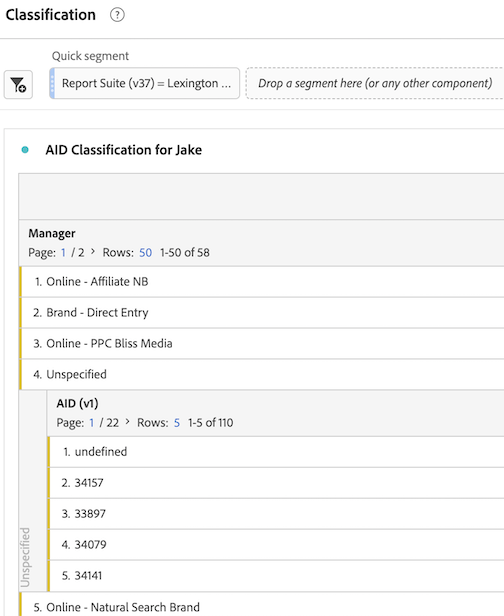 Classification ?
Quick segment
Report Suite (v37) = Lexington ... Drop a segment here (or any other component)
AID Classification for Jake
Manager
Page: 1 / 2 > Rows: 50 1-50 of 58
1. Online - Affiliate NB
2. Brand - Direct Entry
3. Online - PPC Bliss Media
4. Unspecified
AID (v1)
Page: 1 / 22 > Rows: 5 1-5 of 110
1. undefined
2. 34157
3. 33897
4. 34079
5. 34141
Unspecified
5. Online - Natural Search Brand